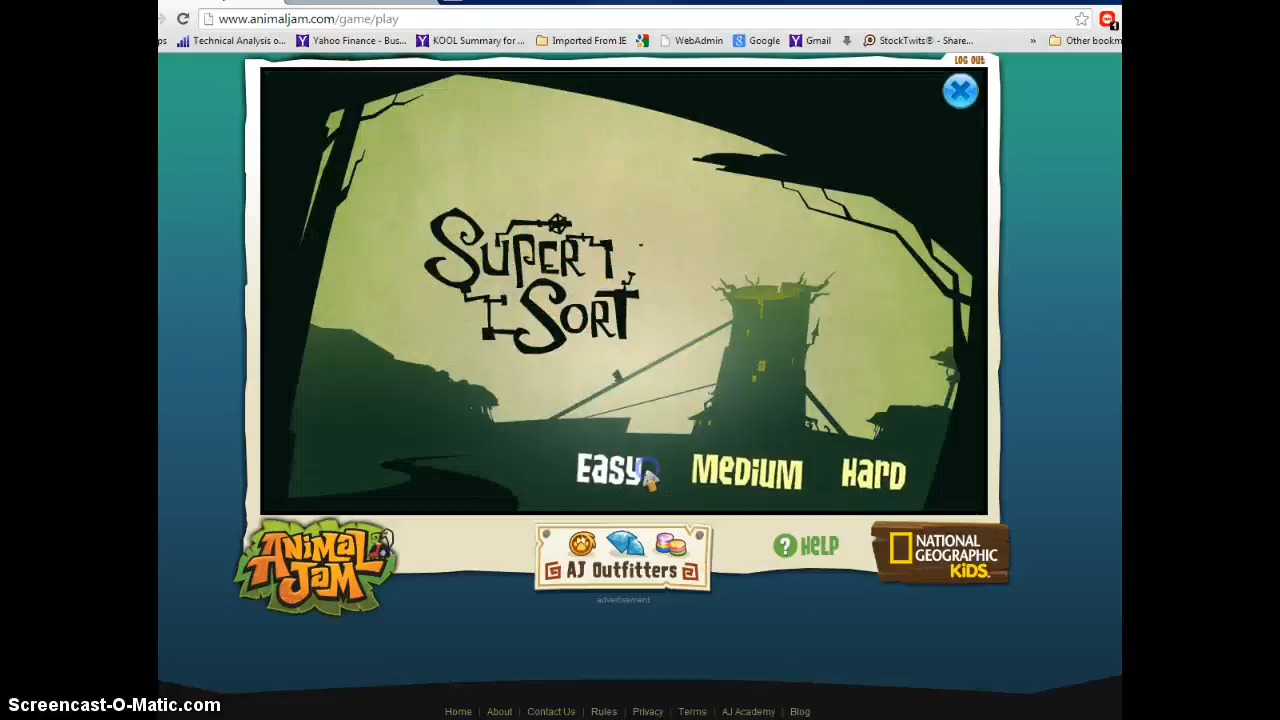 www.animaljam.com/game/play
ps Technical Analysis o... Yahoo Finance - Bus... KOOL Summary for ... Imported From IE WebAdmin Google Gmail StockTwits® - Share... » Other bookm
LOG OUT
SUPER
SORT
EASY MEDIUM HARD
ANIMAL JAM
AJ Outfitters
? HELP
NATIONAL GEOGRAPHIC KiDS.
advertisement
Home | About | Contact Us | Rules | Privacy | Terms | AJ Academy | Blog
Screencast-O-Matic.com